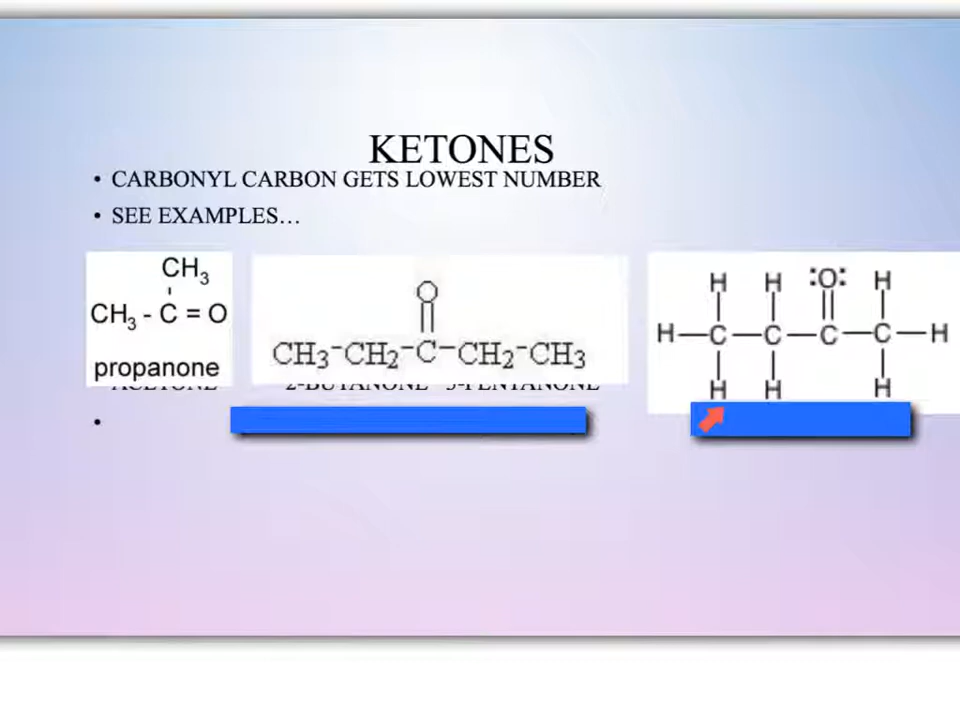 KETONES
• CARBONYL CARBON GETS LOWEST NUMBER
• SEE EXAMPLES…
CH3
CH3 - C = O
propanone
O
CH3-CH2-C-CH2-CH3
H H :O: H
H-C-C-C-C-H
H H H
ACETONE 2-BUTANONE 3-PENTANONE
•